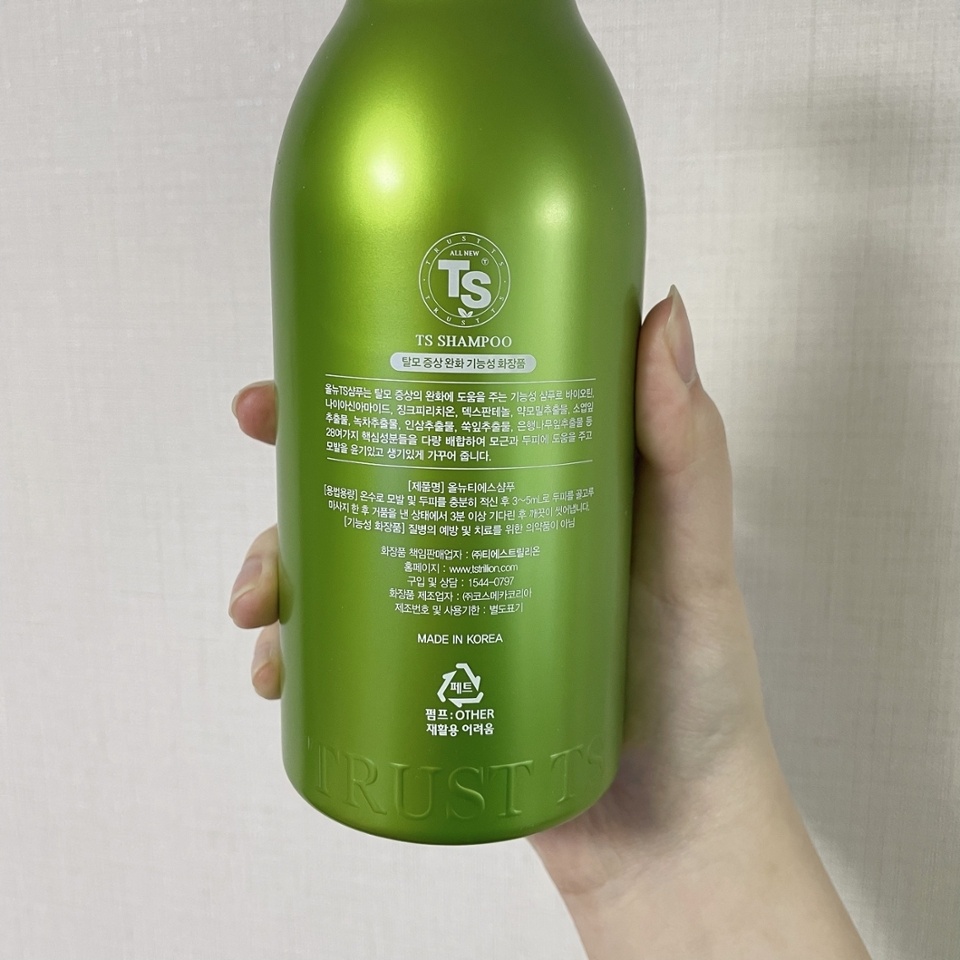 TRUST TS
ALL NEW
TS
TRUST TS
TS SHAMPOO
탈모 증상 완화 기능성 화장품
올뉴TS샴푸는 탈모 증상의 완화에 도움을 주는 기능성 샴푸로 바이오틴,
나이아신아마이드, 징크피리치온, 덱스판테놀, 약모밀추출물, 소엽잎
추출물, 녹차추출물, 인삼추출물, 쑥잎추출물, 은행나무잎추출물 등
28여가지 핵심성분들을 다량 배합하여 모근과 두피에 도움을 주고
모발을 윤기있고 생기있게 가꾸어 줍니다.
[제품명] 올뉴티에스샴푸
[용법용량] 온수로 모발 및 두피를 충분히 적신 후 3~5mL로 두피를 골고루
마사지 한 후 거품을 낸 상태에서 3분 이상 기다린 후 깨끗이 씻어냅니다.
[기능성 화장품] 질병의 예방 및 치료를 위한 의약품이 아님
화장품 책임판매업자 : ㈜티에스트릴리온
홈페이지 : www.tstrillion.com
구입 및 상담 : 1544-0797
화장품 제조업자 : ㈜코스메카코리아
제조번호 및 사용기한 : 별도표기
MADE IN KOREA
페트
펌프 : OTHER
재활용 어려움
TRUST TS